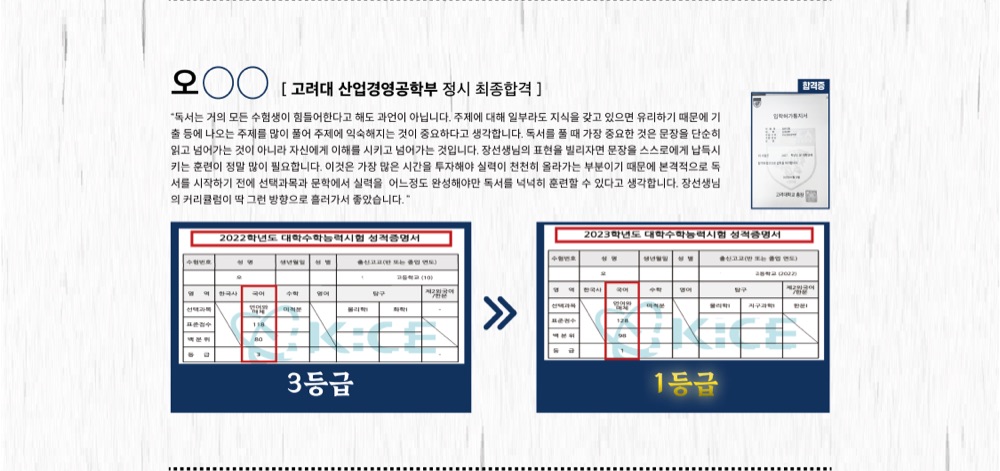 오○○ [ 고려대 산업경영공학부 정시 최종합격 ]
합격증
입학허가통지서
고려대학교 총장
“독서는 거의 모든 수험생이 힘들어한다고 해도 과언이 아닙니다. 주제에 대해 일부라도 지식을 갖고 있으면 유리하기 때문에 기
출 등에 나오는 주제를 많이 풀어 주제에 익숙해지는 것이 중요하다고 생각합니다. 독서를 풀 때 가장 중요한 것은 문장을 단순히
읽고 넘어가는 것이 아니라 자신에게 이해를 시키고 넘어가는 것입니다. 장선생님의 표현을 빌리자면 문장을 스스로에게 납득시
키는 훈련이 정말 많이 필요합니다. 이것은 가장 많은 시간을 투자해야 실력이 천천히 올라가는 부분이기 때문에 본격적으로 독
서를 시작하기 전에 선택과목과 문학에서 실력을 어느정도 완성해야만 독서를 넉넉히 훈련할 수 있다고 생각합니다. 장선생님
의 커리큘럼이 딱 그런 방향으로 흘러가서 좋았습니다. ”
2022학년도 대학수학능력시험 성적증명서
수험번호 성 명 생년월일 성 별 출신고교(반 또는 졸업 연도)
오 고등학교 (10)
영 역 한국사 국어 수학 영어 탐구 제2외국어/한문
선택과목 언어와 매체 미적분 물리학Ⅰ 화학Ⅰ -
표준점수 118
백분위 80
등 급 3
KICE
3등급
2023학년도 대학수학능력시험 성적증명서
수험번호 성 명 생년월일 성 별 출신고교(반 또는 졸업 연도)
오 고등학교 (2022)
영 역 한국사 국어 수학 영어 탐구 제2외국어/한문
선택과목 언어와 매체 미적분 물리학Ⅰ 지구과학Ⅰ 한문Ⅰ
표준점수 128
백분위 96
등 급 1
KICE
1등급